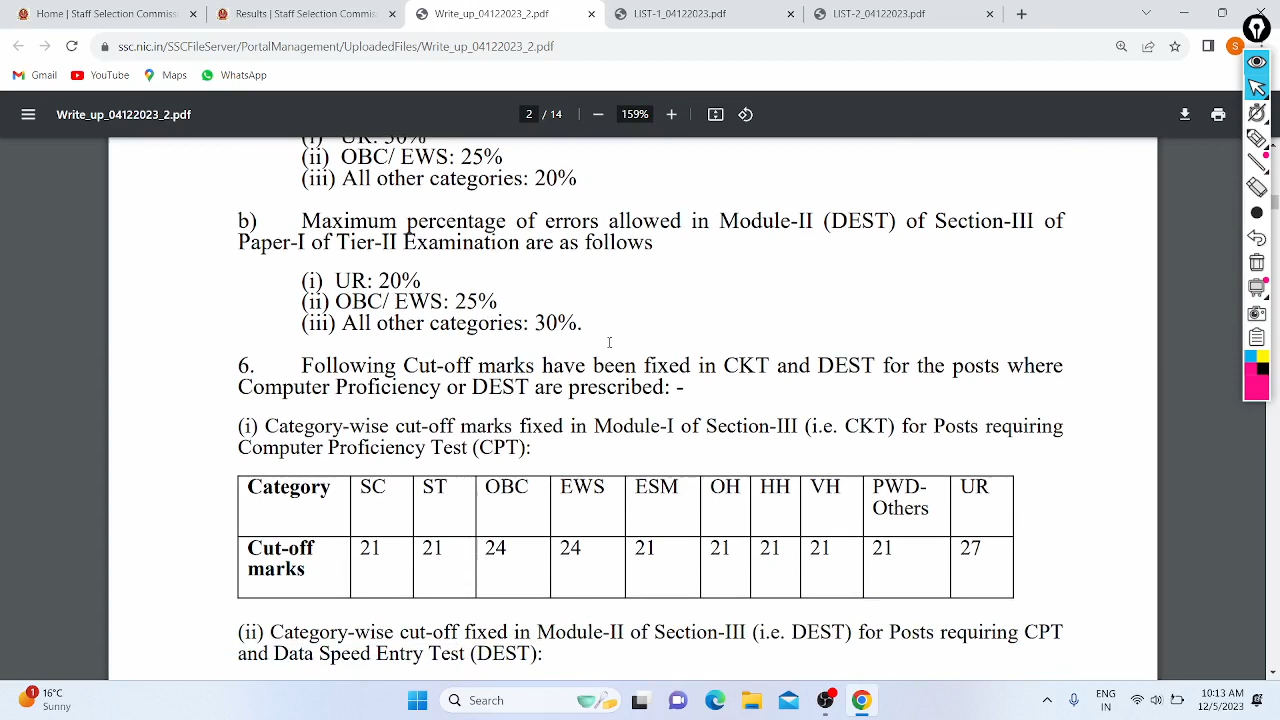 Home | Staff Selection Commissi
Results | Staff Selection Commis
Write_up_04122023_2.pdf
LIST-1_04122023.pdf
LIST-2_04122023.pdf
ssc.nic.in/SSCFileServer/PortalManagement/UploadedFiles/Write_up_04122023_2.pdf
S
Gmail
YouTube
Maps
WhatsApp
Write_up_04122023_2.pdf
2 / 14
159%
(i) UR: 30%
(ii) OBC/ EWS: 25%
(iii) All other categories: 20%
b) Maximum percentage of errors allowed in Module-II (DEST) of Section-III of
Paper-I of Tier-II Examination are as follows
(i) UR: 20%
(ii) OBC/ EWS: 25%
(iii) All other categories: 30%.
6. Following Cut-off marks have been fixed in CKT and DEST for the posts where
Computer Proficiency or DEST are prescribed: -
(i) Category-wise cut-off marks fixed in Module-I of Section-III (i.e. CKT) for Posts requiring
Computer Proficiency Test (CPT):
Category SC ST OBC EWS ESM OH HH VH PWD- UR
Others
Cut-off 21 21 24 24 21 21 21 21 21 27
marks
(ii) Category-wise cut-off fixed in Module-II of Section-III (i.e. DEST) for Posts requiring CPT
and Data Speed Entry Test (DEST):
1
16°C
Sunny
Search
ENG
IN
10:13 AM
12/5/2023